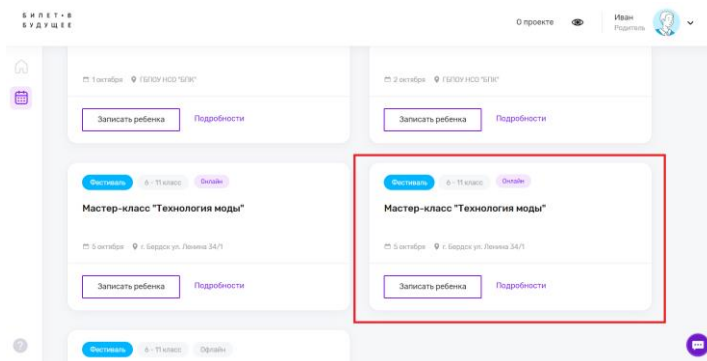 БИЛЕТ•В
БУДУЩЕЕ
О проекте
Иван
Родитель
1 октября ГБПОУ НСО "БПК"
2 октября ГБПОУ НСО "БПК"
Записать ребенка Подробности
Записать ребенка Подробности
Фестиваль 6 - 11 класс Онлайн
Мастер-класс "Технология моды"
5 октября г. Бердск ул. Ленина 34/1
Записать ребенка Подробности
Фестиваль 6 - 11 класс Онлайн
Мастер-класс "Технология моды"
5 октября г. Бердск ул. Ленина 34/1
Записать ребенка Подробности
Фестиваль 6 - 11 класс Офлайн
?